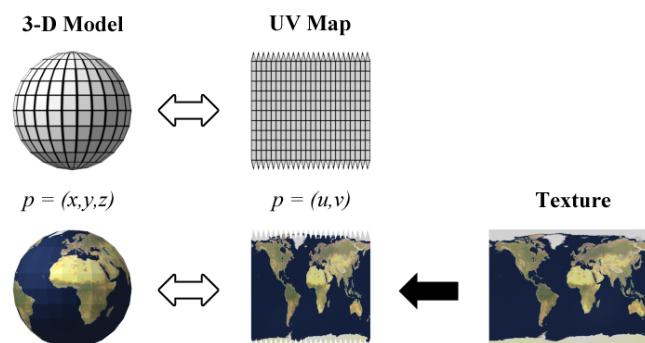 3-D Model
UV Map
p = (x,y,z)
p = (u,v)
Texture